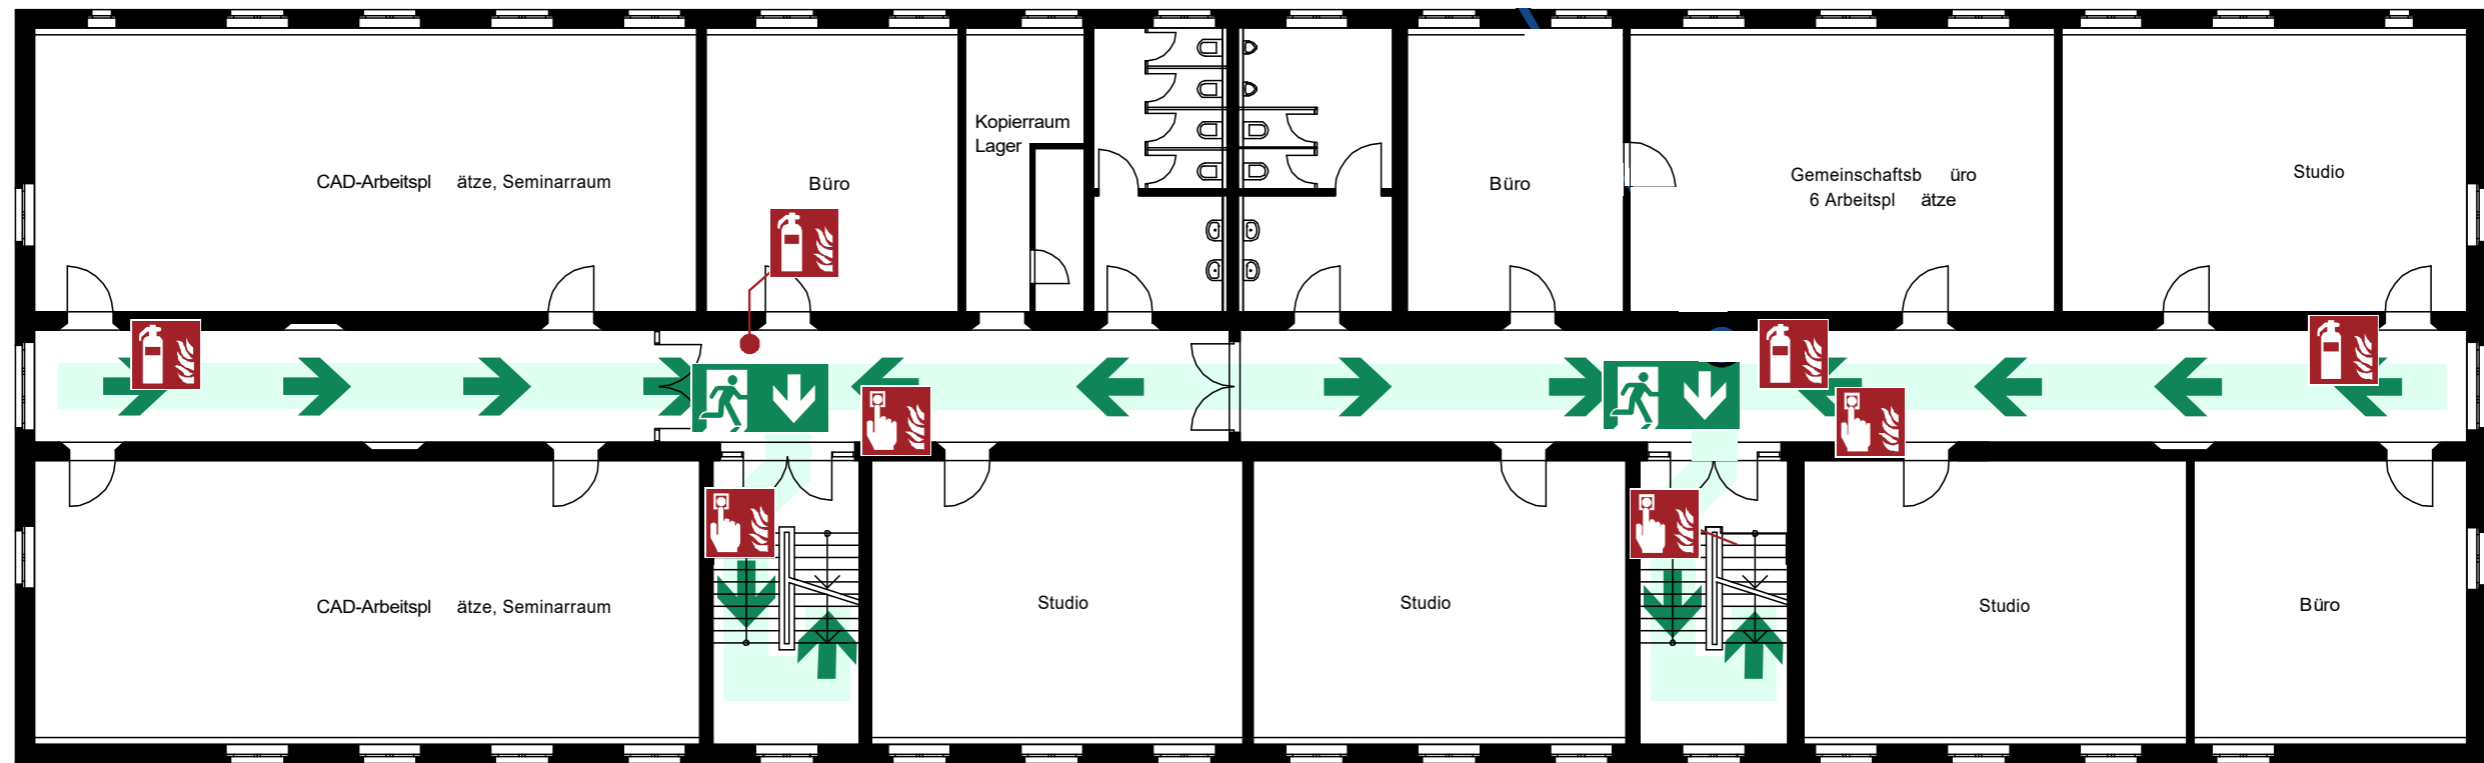 CAD-Arbeitspl ätze, Seminarraum
Büro
Kopierraum
Lager
Büro
Gemeinschaftsb üro
6 Arbeitspl ätze
Studio
CAD-Arbeitspl ätze, Seminarraum
Studio
Studio
Studio
Büro